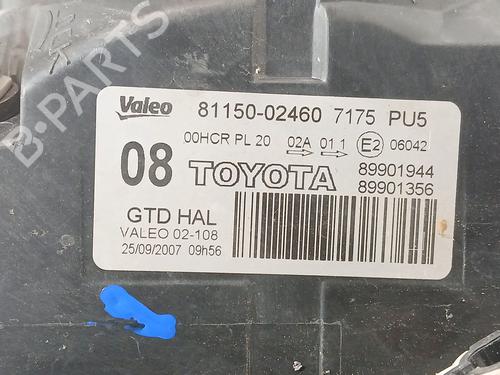 B-PARTS
Valeo 81150-02460 7175 PU5
00HCR PL 20 02A 01 1 E2 06042
08 TOYOTA 89901944
89901356
GTD HAL
VALEO 02-108
25/09/2007 09h56